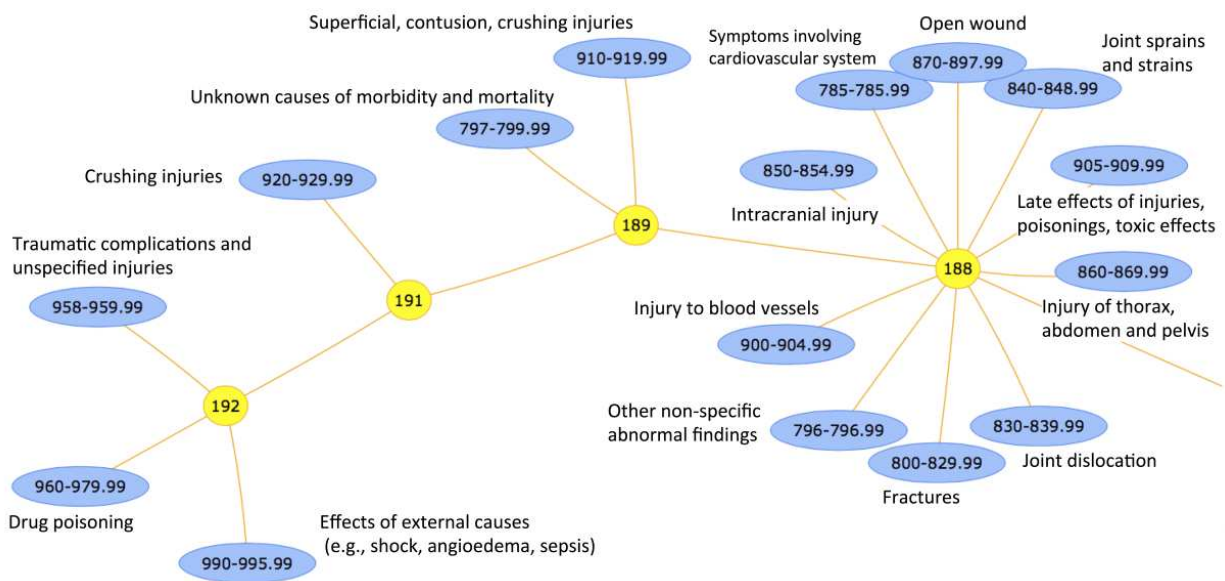 Superficial, contusion, crushing injuries
910-919.99
Unknown causes of morbidity and mortality
797-799.99
Crushing injuries
920-929.99
Traumatic complications and
unspecified injuries
958-959.99
192
191
189
188
960-979.99
Drug poisoning
990-995.99
Effects of external causes
(e.g., shock, angioedema, sepsis)
Symptoms involving
cardiovascular system
785-785.99
Open wound
870-897.99
Joint sprains
and strains
840-848.99
850-854.99
Intracranial injury
905-909.99
Late effects of injuries,
poisonings, toxic effects
860-869.99
Injury of thorax,
abdomen and pelvis
Injury to blood vessels
900-904.99
Other non-specific
abnormal findings
796-796.99
800-829.99
Fractures
830-839.99
Joint dislocation